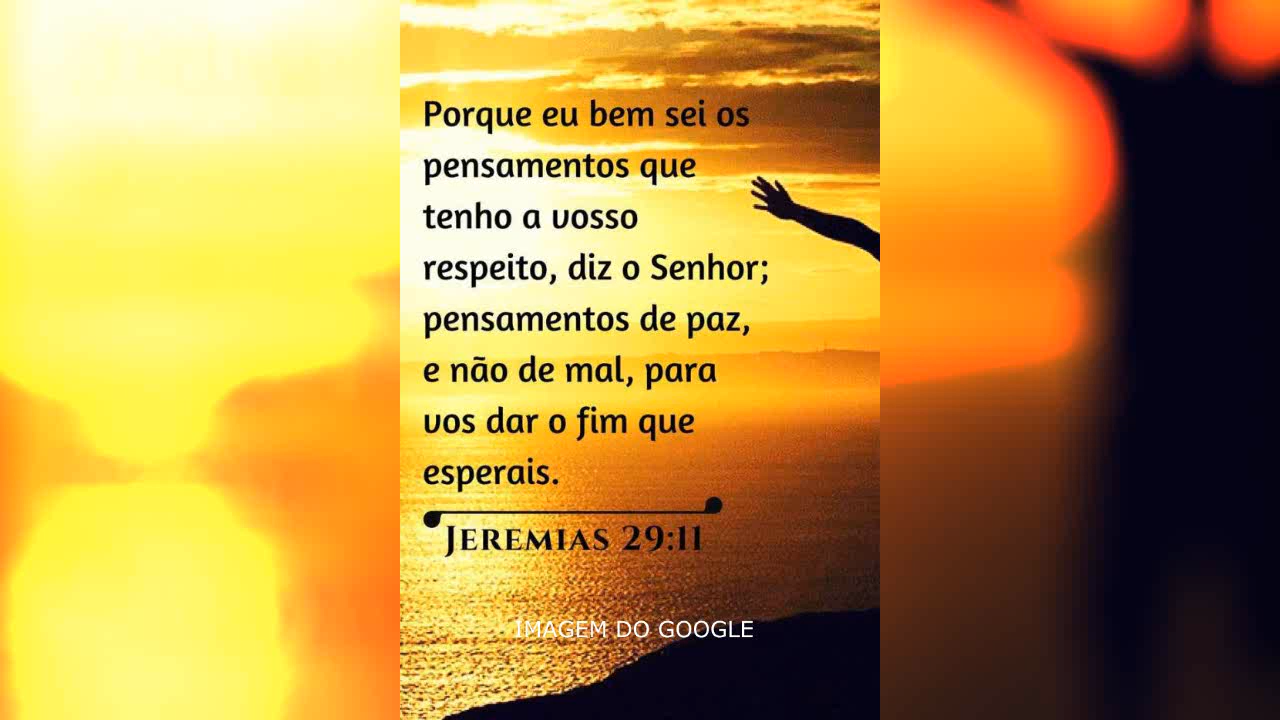 Porque eu bem sei os
pensamentos que
tenho a vosso
respeito, diz o Senhor;
pensamentos de paz,
e não de mal, para
vos dar o fim que
esperais.
JEREMIAS 29:11
IMAGEM DO GOOGLE